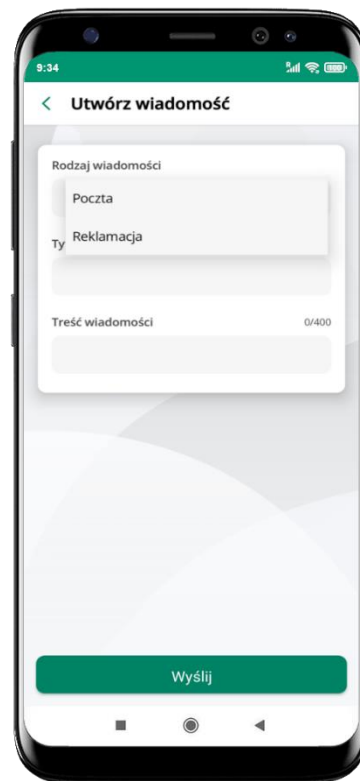 9:34
Utwórz wiadomość
Rodzaj wiadomości
Poczta
Reklamacja
Ty
Treść wiadomości 0/400
Wyślij